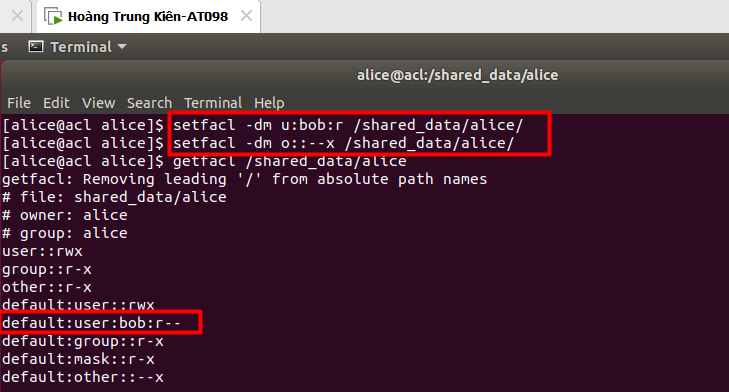 Hoàng Trung Kiên-AT098
s Terminal
alice@acl:/shared_data/alice
File Edit View Search Terminal Help
[alice@acl alice]$ setfacl -dm u:bob:r /shared_data/alice/
[alice@acl alice]$ setfacl -dm o::--x /shared_data/alice/
[alice@acl alice]$ getfacl /shared_data/alice
getfacl: Removing leading '/' from absolute path names
# file: shared_data/alice
# owner: alice
# group: alice
user::rwx
group::r-x
other::r-x
default:user::rwx
default:user:bob:r--
default:group::r-x
default:mask::r-x
default:other::--x